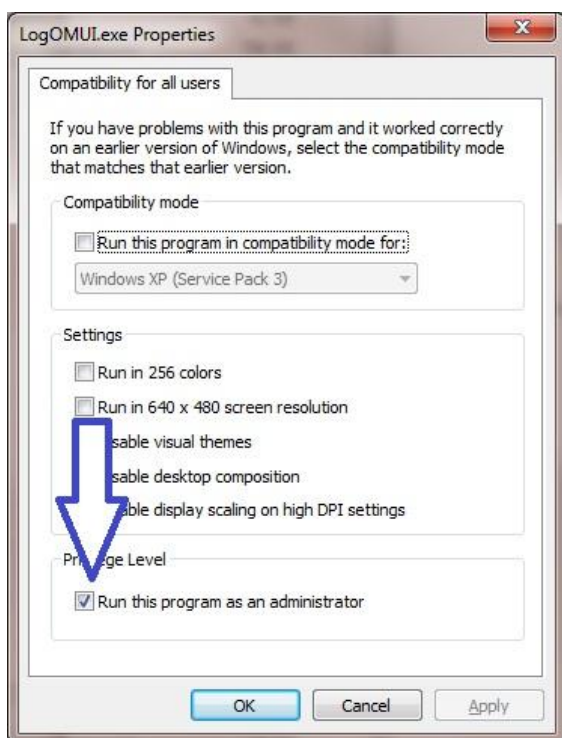 LogOMUI.exe Properties
Compatibility for all users
If you have problems with this program and it worked correctly
on an earlier version of Windows, select the compatibility mode
that matches that earlier version.
Compatibility mode
Run this program in compatibility mode for:
Windows XP (Service Pack 3)
Settings
Run in 256 colors
Run in 640 x 480 screen resolution
visual themes
desktop composition
display scaling on high DPI settings
Level
Run this program as an administrator
OK Cancel Apply